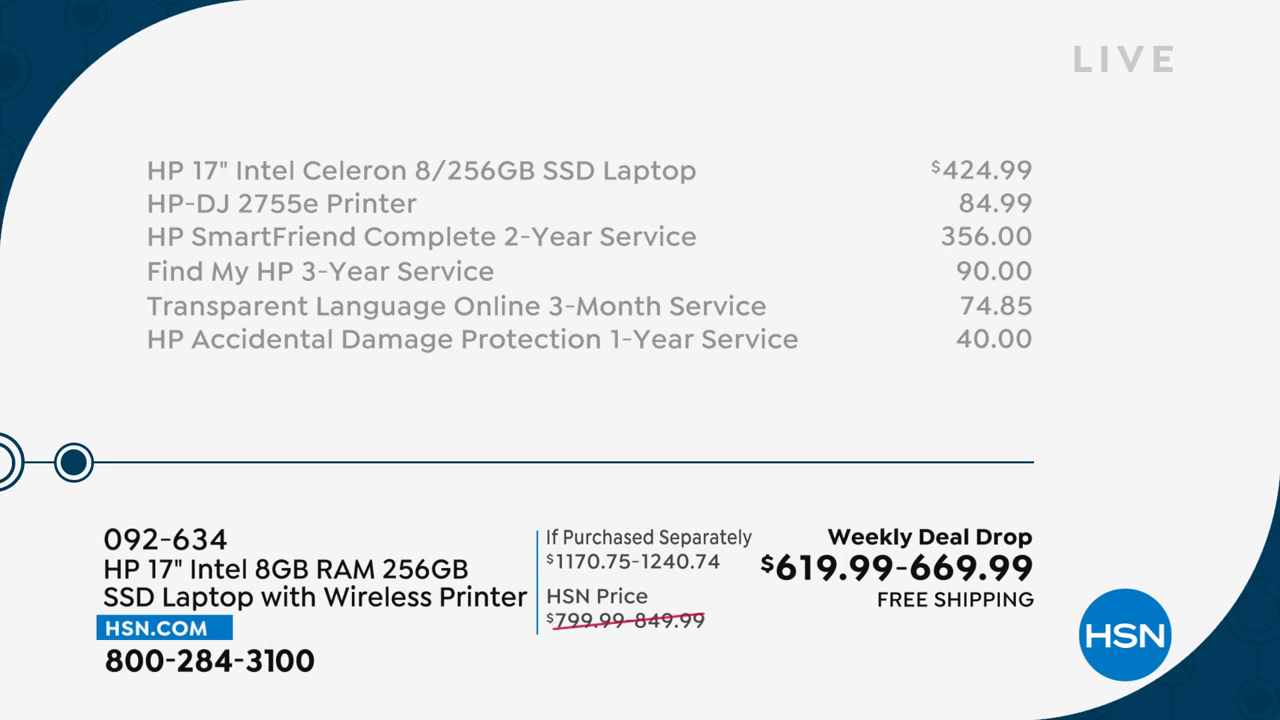 LIVE
HP 17" Intel Celeron 8/256GB SSD Laptop $424.99
HP-DJ 2755e Printer 84.99
HP SmartFriend Complete 2-Year Service 356.00
Find My HP 3-Year Service 90.00
Transparent Language Online 3-Month Service 74.85
HP Accidental Damage Protection 1-Year Service 40.00
092-634
HP 17" Intel 8GB RAM 256GB
SSD Laptop with Wireless Printer
HSN.COM
800-284-3100
If Purchased Separately
$1170.75-1240.74
HSN Price
$799.99-849.99
Weekly Deal Drop
$619.99-669.99
FREE SHIPPING
HSN